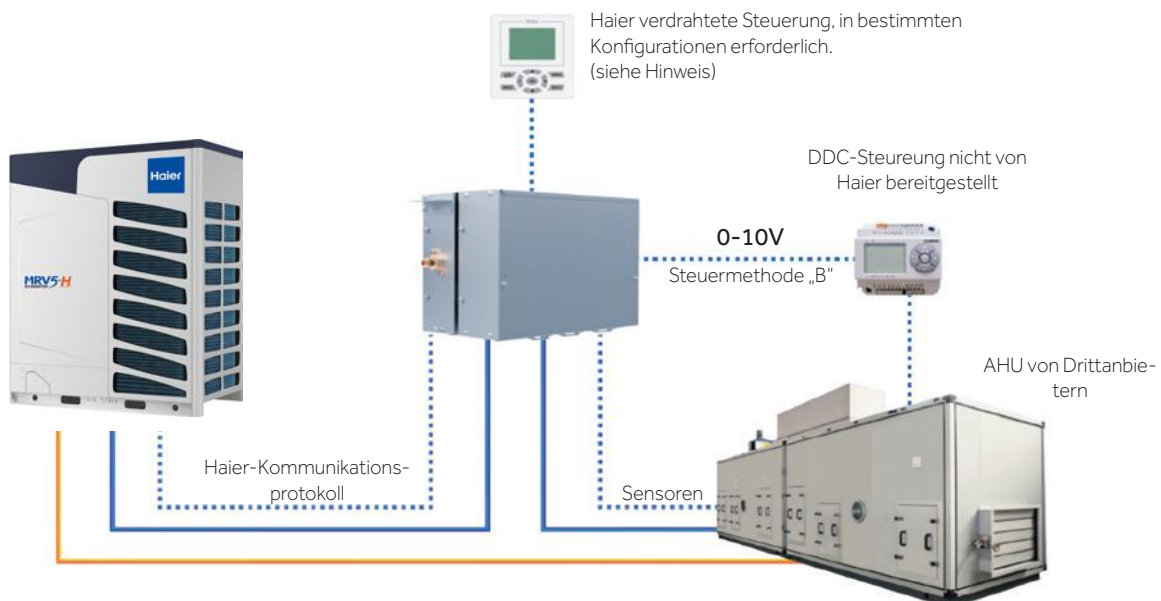 Haier verdrahtete Steuerung, in bestimmten
Konfigurationen erforderlich.
(siehe Hinweis)
DDC-Steureung nicht von
Haier bereitgestellt
Haier
0-10V
Steuermethode „B“
MRV5-H
AHU von Drittanbie-
tern
Haier-Kommunikations-
protokoll
Sensoren